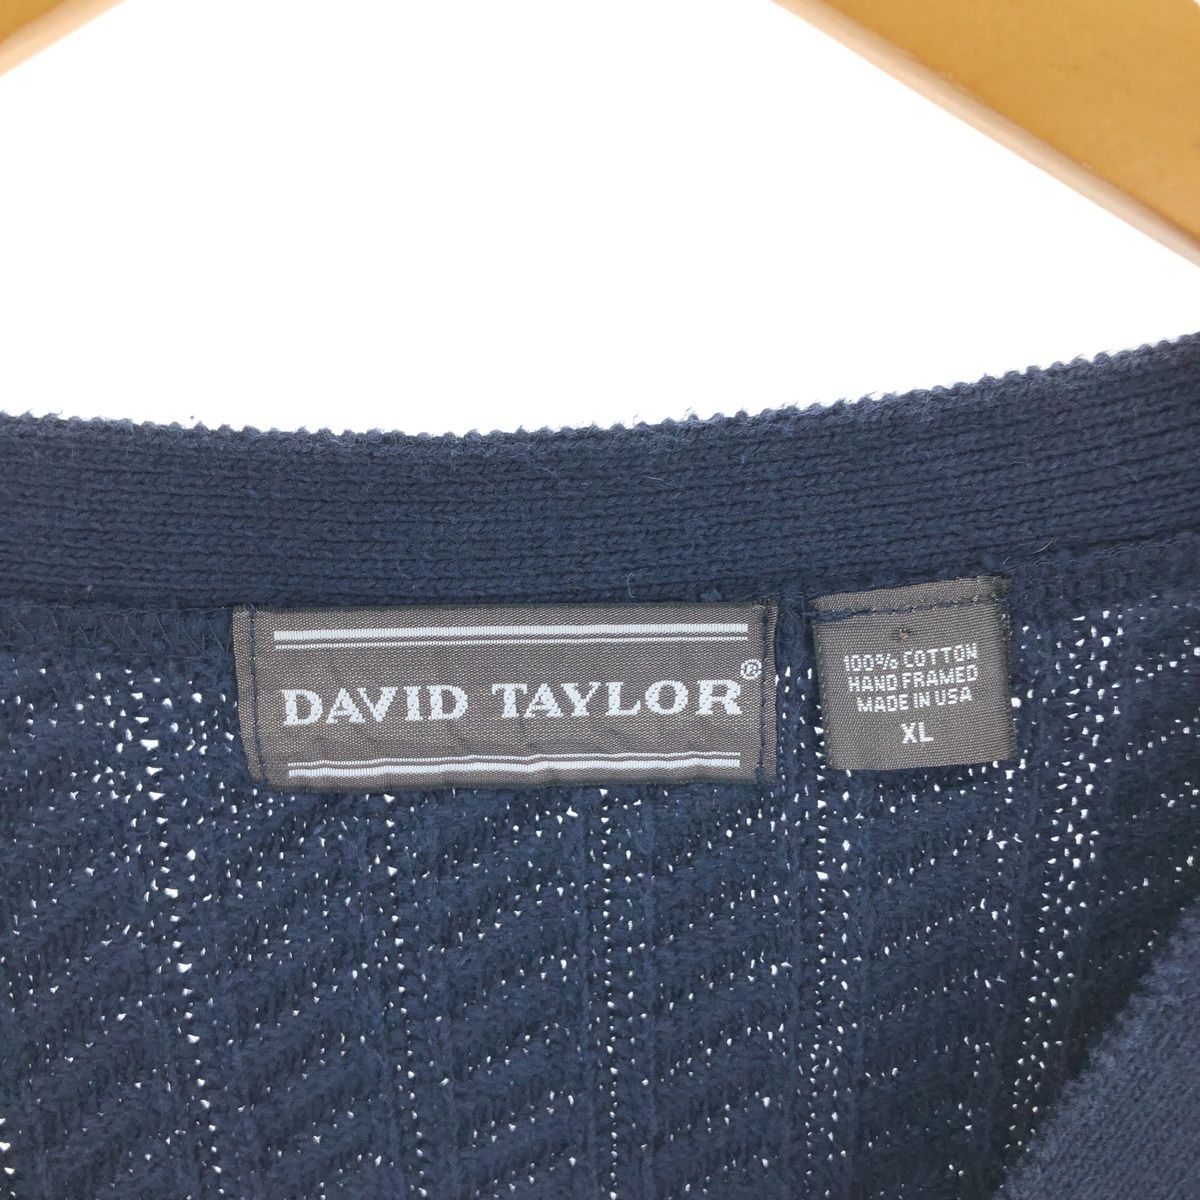 DAVID TAYLOR®
100% COTTON
HAND FRAMED
MADE IN USA
XL